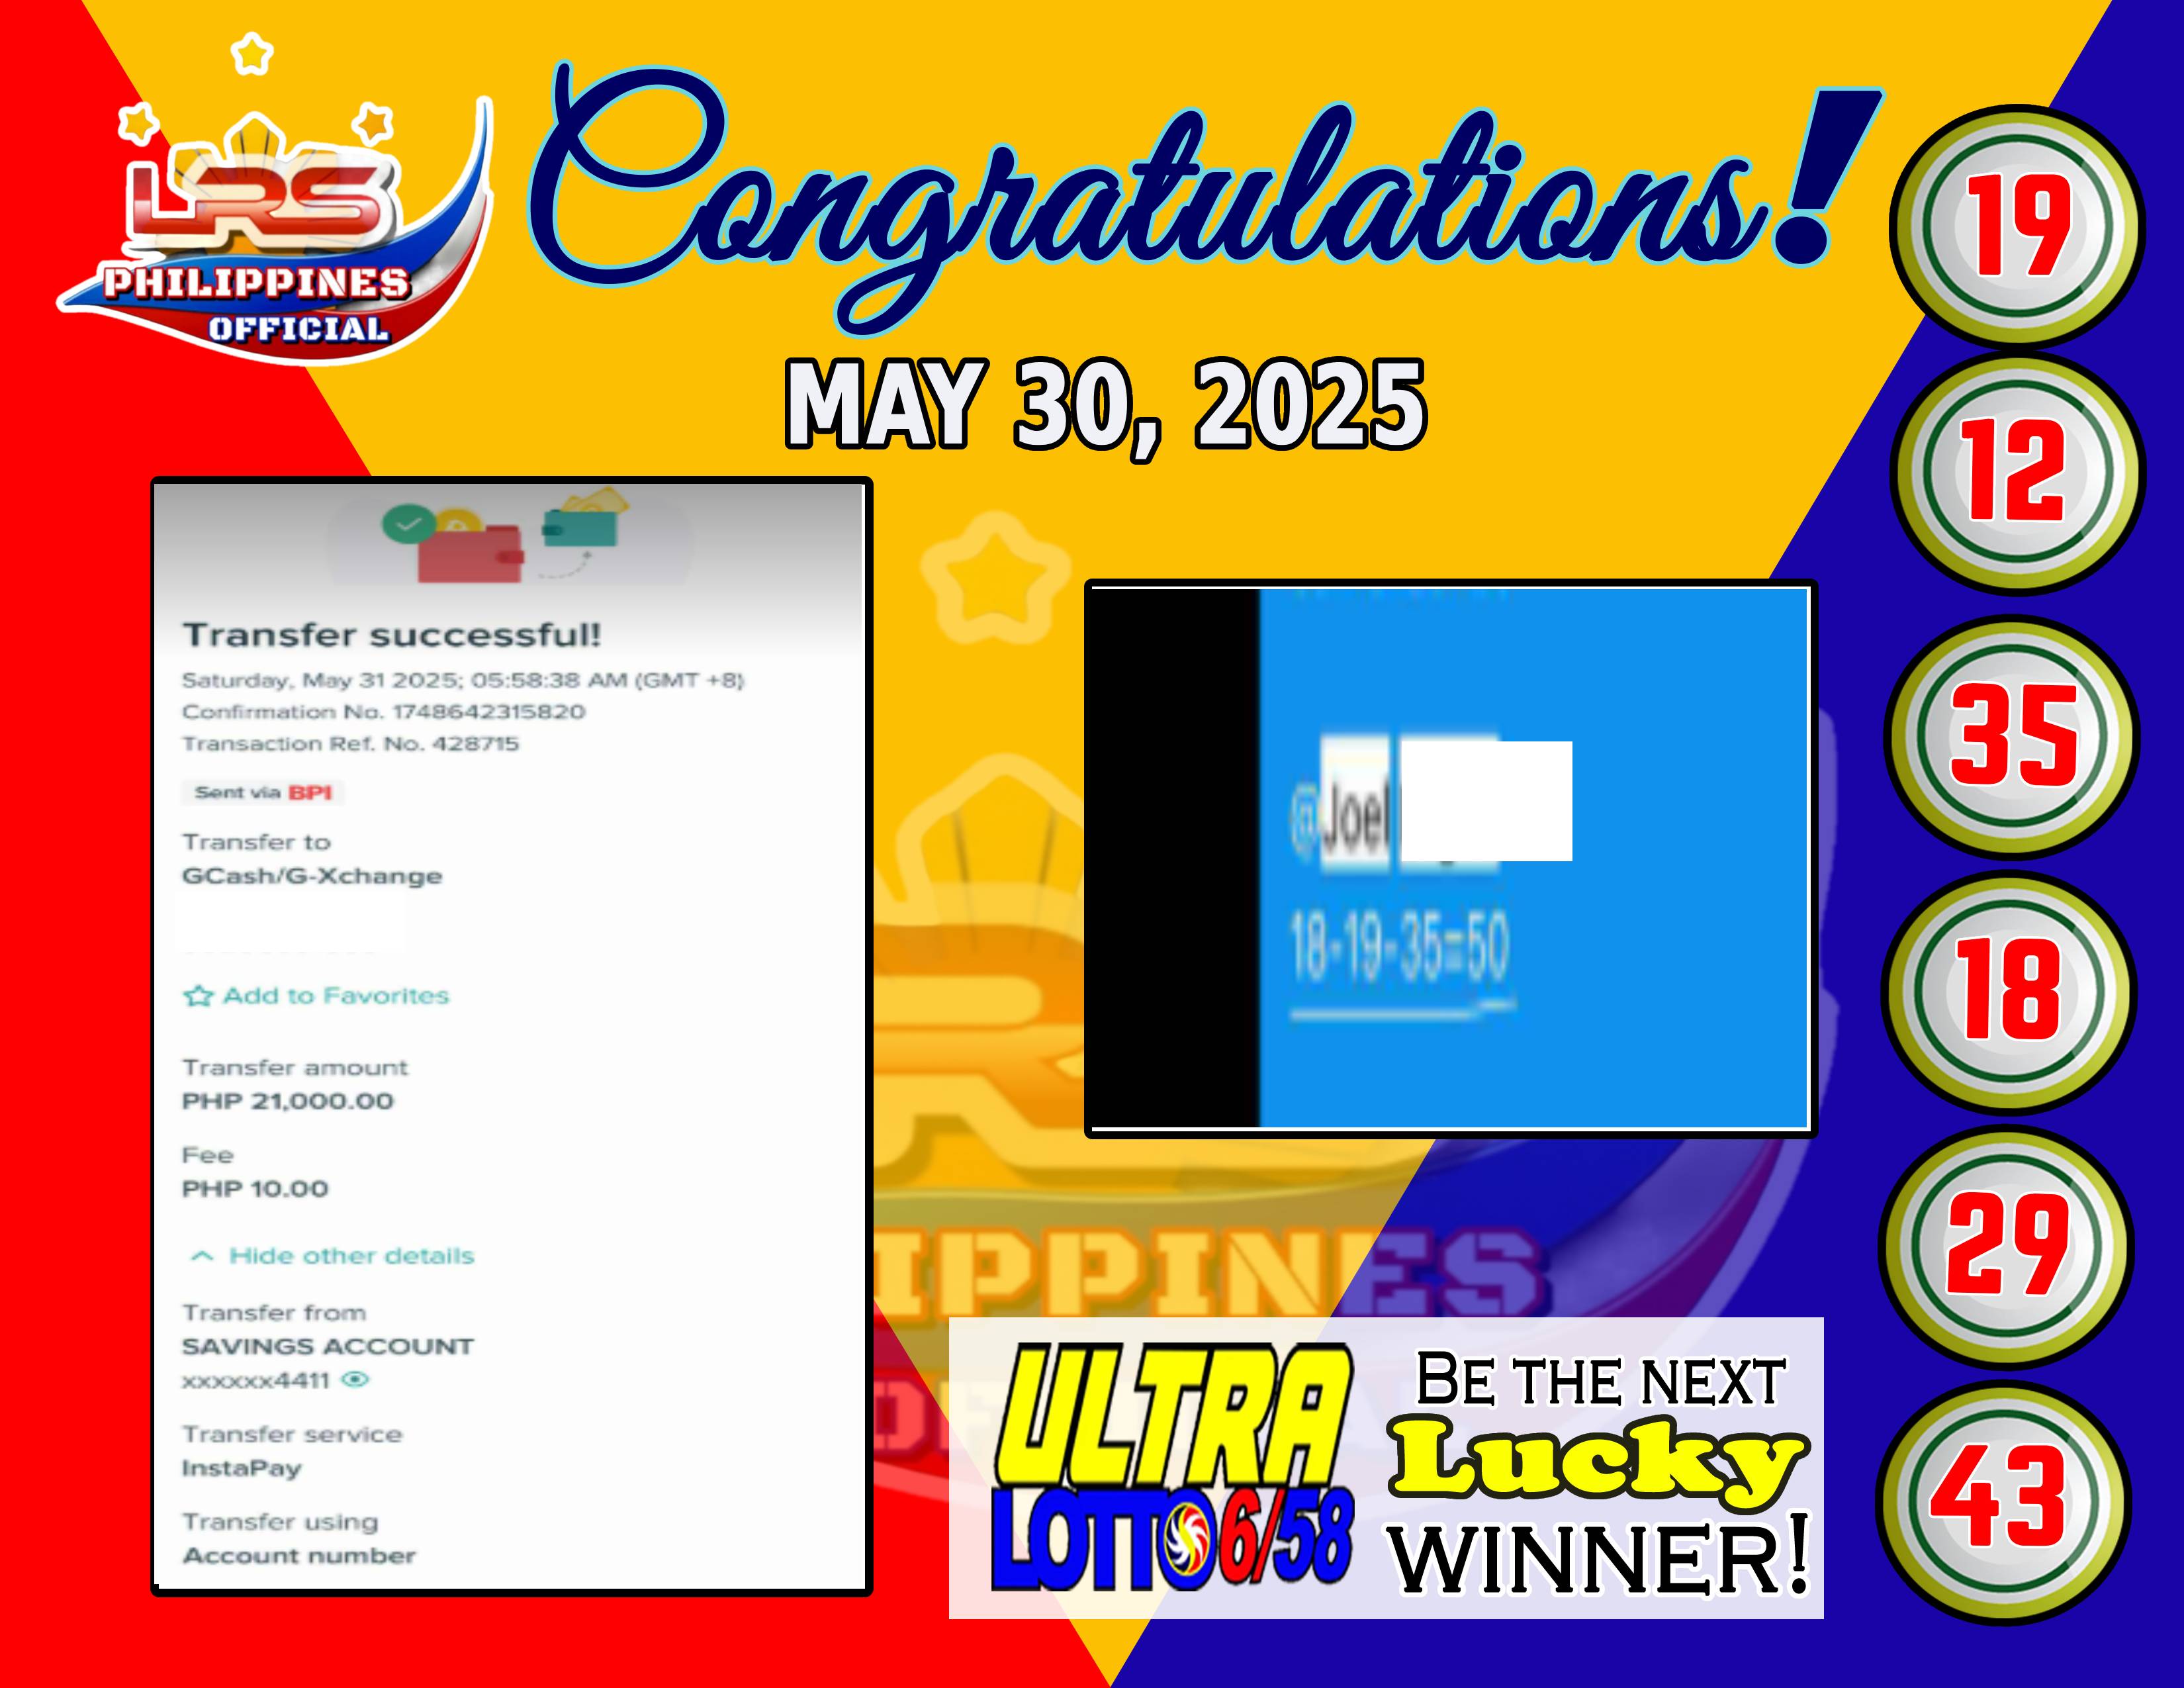 LRS
PHILIPPINES
OFFICIAL
Congratulations!
MAY 30, 2025
Transfer successful!
Saturday, May 31 2025; 05:58:38 AM (GMT +8)
Confirmation No. 1748642315820
Transaction Ref. No. 428715
Sent via BPI
Transfer to
GCash/G-Xchange
Add to Favorites
Transfer amount
PHP 21,000.00
Fee
PHP 10.00
Hide other details
Transfer from
SAVINGS ACCOUNT
xxxxxx4411
Transfer service
InstaPay
Transfer using
Account number
@Joel
18-19-35=50
IPPINES
ULTRA
LOTTO 6/58
BE THE NEXT
Lucky
WINNER!
19
12
35
18
29
43